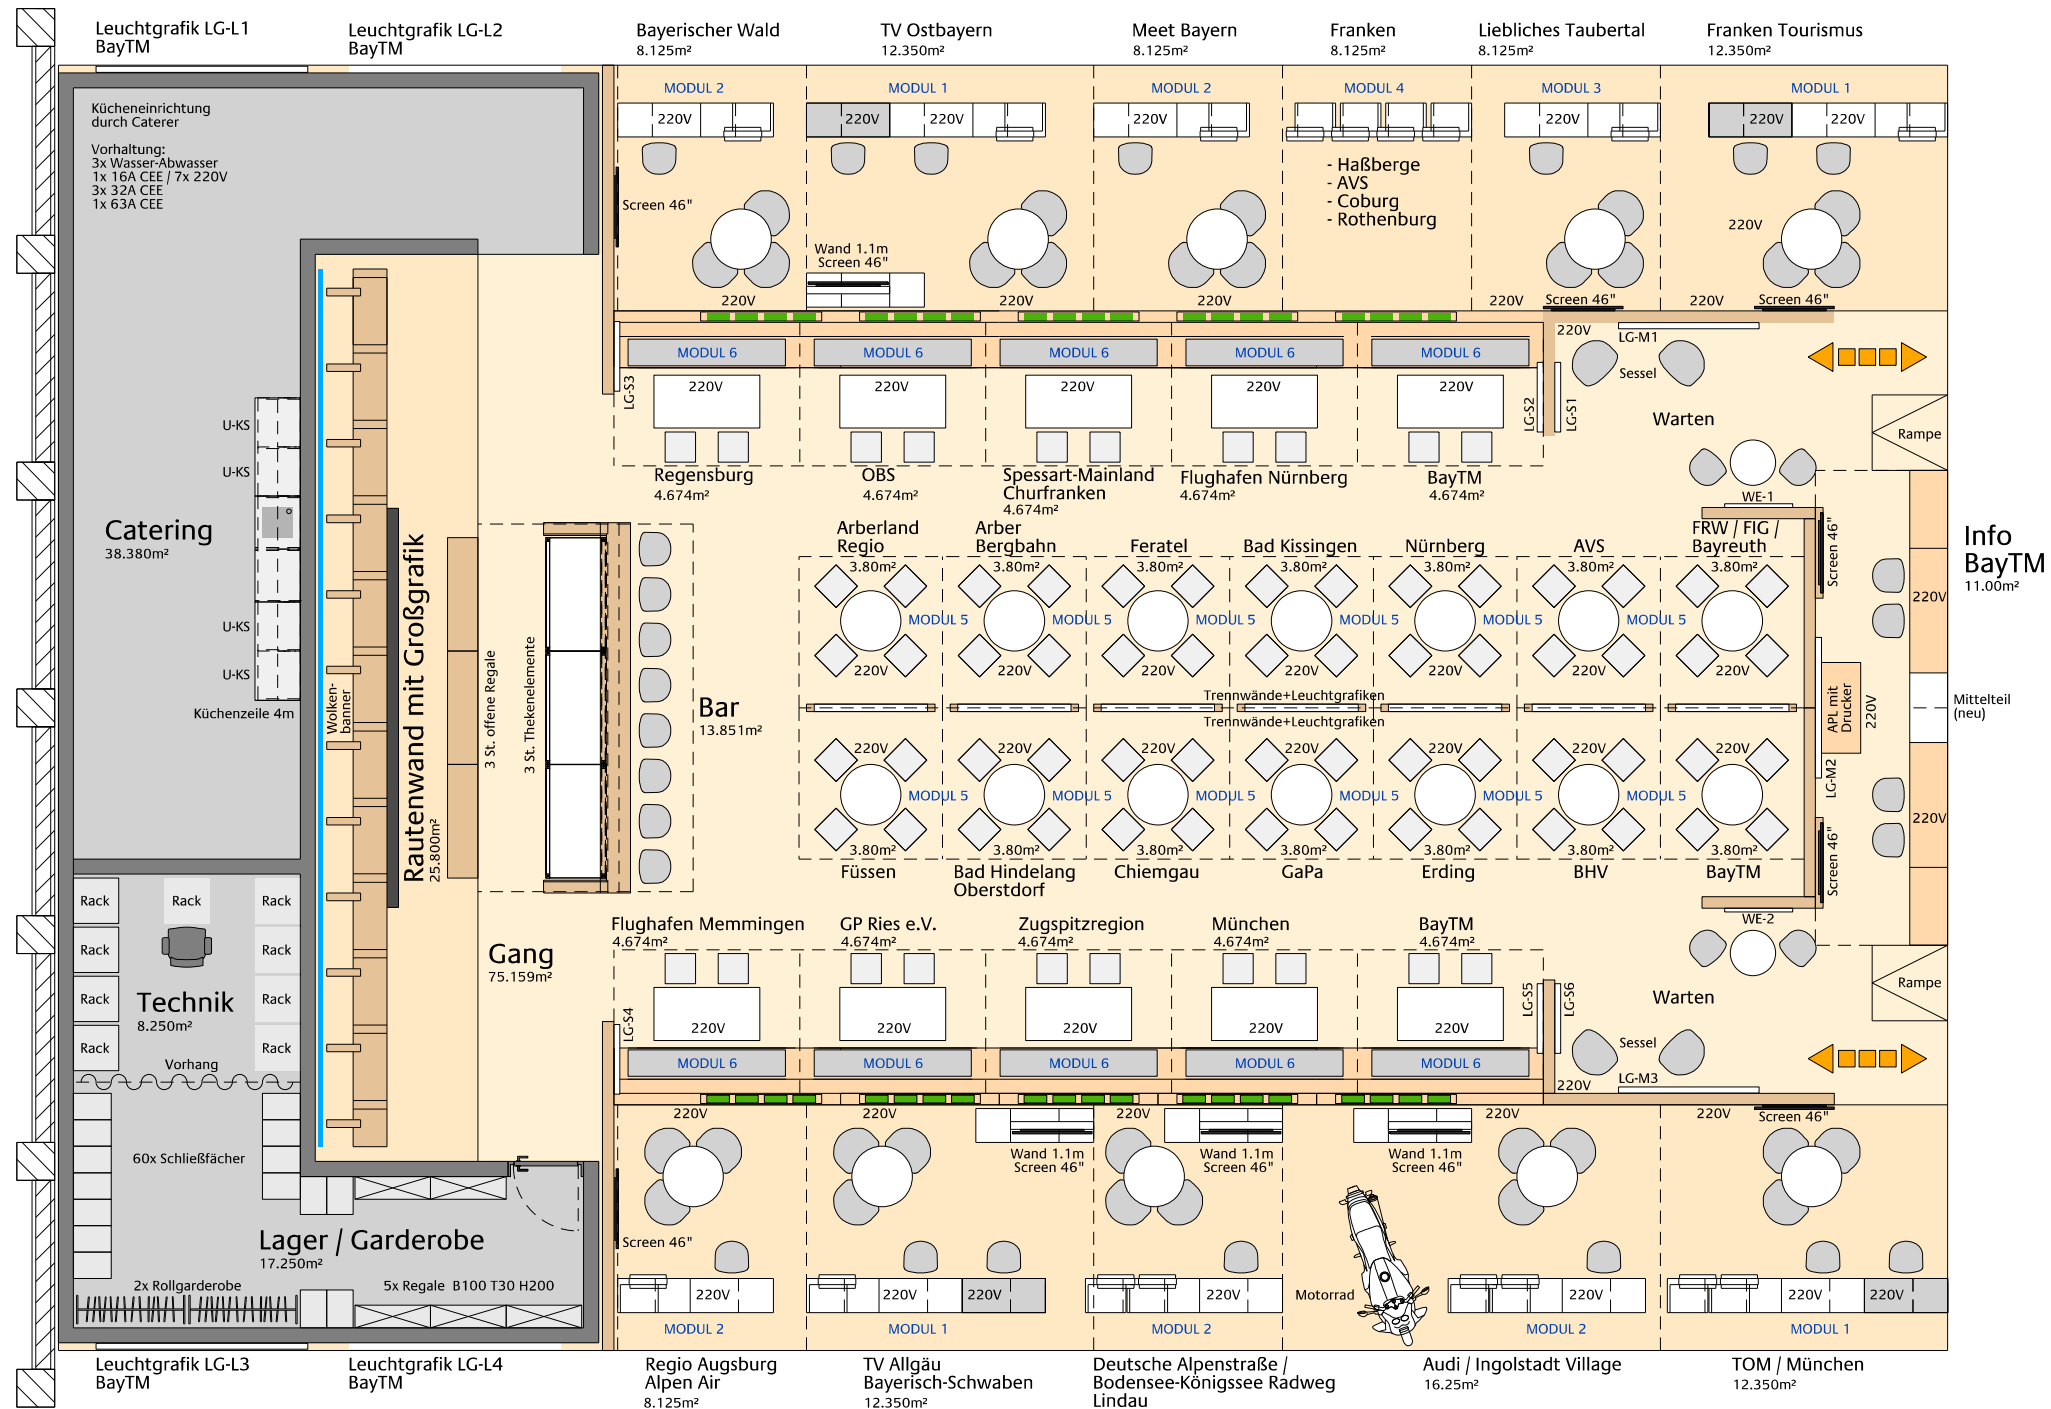 Leuchtgrafik LG-L1
BayTM
Leuchtgrafik LG-L2
BayTM
Bayerischer Wald
8.125m²
TV Ostbayern
12.350m²
Meet Bayern
8.125m²
Franken
8.125m²
Liebliches Taubertal
8.125m²
Franken Tourismus
12.350m²
MODUL 2
MODUL 1
MODUL 2
MODUL 4
MODUL 3
MODUL 1
220V
220V
220V
220V
220V
220V
220V
Kücheneinrichtung
durch Caterer
Vorhaltung:
3x Wasser-Abwasser
1x 16A CEE / 7x 220V
3x 32A CEE
1x 63A CEE
- Haßberge
- AVS
- Coburg
- Rothenburg
Screen 46"
220V
Wand 1.1m
Screen 46"
220V
220V
220V
220V
Screen 46"
220V
Screen 46"
220V
LG-M1
MODUL 6
MODUL 6
MODUL 6
MODUL 6
MODUL 6
LG-S3
220V
220V
220V
220V
220V
LG-S2
LG-S1
Sessel
Warten
Rampe
Regensburg
4.674m²
OBS
4.674m²
Spessart-Mainland
Churfranken
4.674m²
Flughafen Nürnberg
4.674m²
BayTM
4.674m²
U-KS
U-KS
U-KS
U-KS
Küchenzeile 4m
Catering
38.380m²
Wolken-
banner
Rautenwand mit Großgrafik
25.800m²
3 St. offene Regale
3 St. Thekenelemente
Bar
13.851m²
WE-1
Screen 46"
Arberland
Regio
3.80m²
Arber
Bergbahn
3.80m²
Feratel
3.80m²
Bad Kissingen
3.80m²
Nürnberg
3.80m²
AVS
3.80m²
FRW / FIG /
Bayreuth
3.80m²
MODUL 5
MODUL 5
MODUL 5
MODUL 5
MODUL 5
MODUL 5
220V
220V
220V
220V
220V
220V
220V
Trennwände+Leuchtgrafiken
Trennwände+Leuchtgrafiken
220V
220V
220V
220V
220V
220V
220V
MODUL 5
MODUL 5
MODUL 5
MODUL 5
MODUL 5
MODUL 5
3.80m²
3.80m²
3.80m²
3.80m²
3.80m²
3.80m²
3.80m²
Füssen
Bad Hindelang
Oberstdorf
Chiemgau
GaPa
Erding
BHV
BayTM
Info
BayTM
11.00m²
220V
APL mit
Drucker
220V
LG-M2
Mittelteil
(neu)
220V
Screen 46"
WE-2
Rack
Rack
Rack
Rack
Rack
Rack
Rack
Rack
Rack
Technik
8.250m²
Vorhang
Gang
75.159m²
Flughafen Memmingen
4.674m²
GP Ries e.V.
4.674m²
Zugspitzregion
4.674m²
München
4.674m²
BayTM
4.674m²
LG-S4
220V
220V
220V
220V
220V
LG-S5
LG-S6
Warten
Rampe
Sessel
MODUL 6
MODUL 6
MODUL 6
MODUL 6
MODUL 6
220V
LG-M3
220V
220V
220V
220V
220V
Screen 46"
Wand 1.1m
Screen 46"
Wand 1.1m
Screen 46"
Wand 1.1m
Screen 46"
60x Schließfächer
Lager / Garderobe
17.250m²
2x Rollgarderobe
5x Regale B100 T30 H200
Screen 46"
Motorrad
220V
220V
220V
220V
220V
220V
220V
MODUL 2
MODUL 1
MODUL 2
MODUL 2
MODUL 1
Leuchtgrafik LG-L3
BayTM
Leuchtgrafik LG-L4
BayTM
Regio Augsburg
Alpen Air
8.125m²
TV Allgäu
Bayerisch-Schwaben
12.350m²
Deutsche Alpenstraße /
Bodensee-Königssee Radweg
Lindau
Audi / Ingolstadt Village
16.25m²
TOM / München
12.350m²